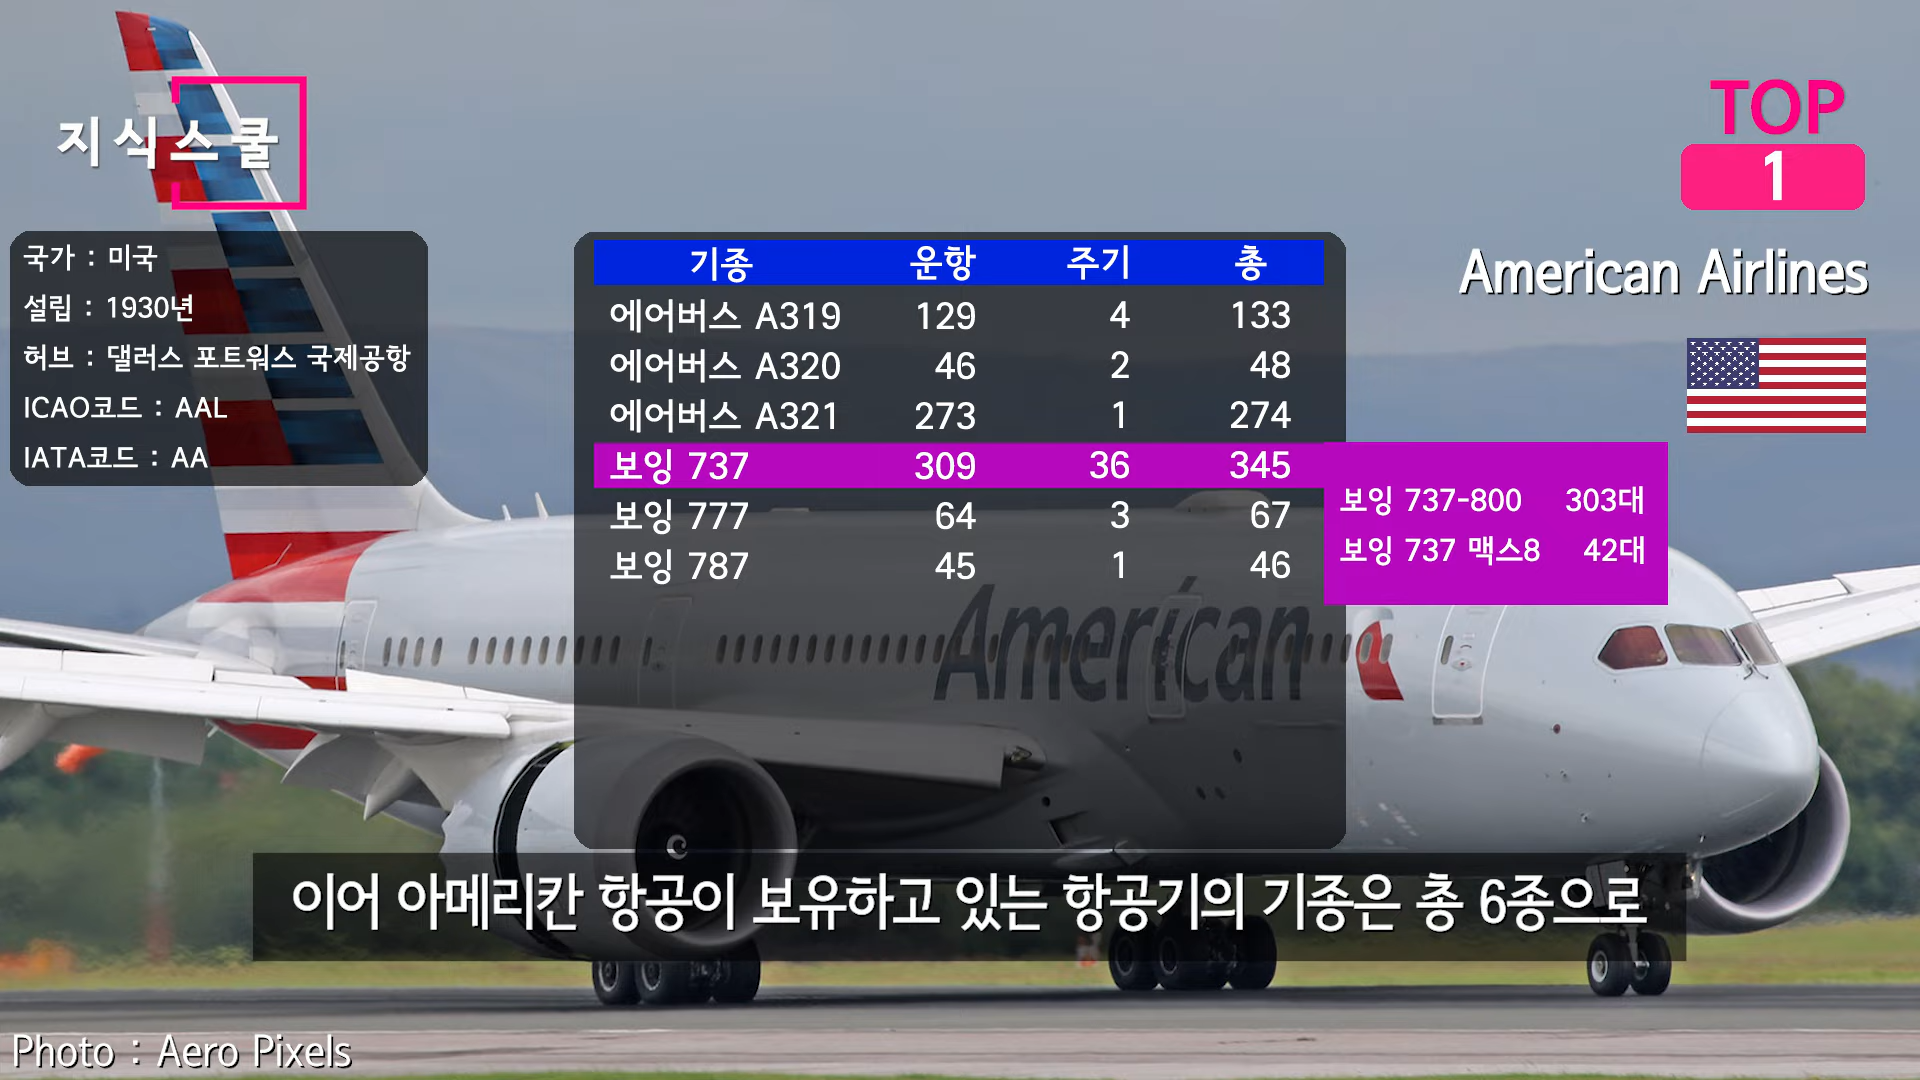 지식스쿨
TOP
1
American Airlines
국가 : 미국
설립 : 1930년
허브 : 댈러스 포트워스 국제공항
ICAO코드 : AAL
IATA코드 : AA
기종 운항 주기 총
에어버스 A319 129 4 133
에어버스 A320 46 2 48
에어버스 A321 273 1 274
보잉 737 309 36 345
보잉 777 64 3 67
보잉 787 45 1 46
보잉 737-800 303대
보잉 737 맥스8 42대
American
이어 아메리칸 항공이 보유하고 있는 항공기의 기종은 총 6종으로
Photo : Aero Pixels